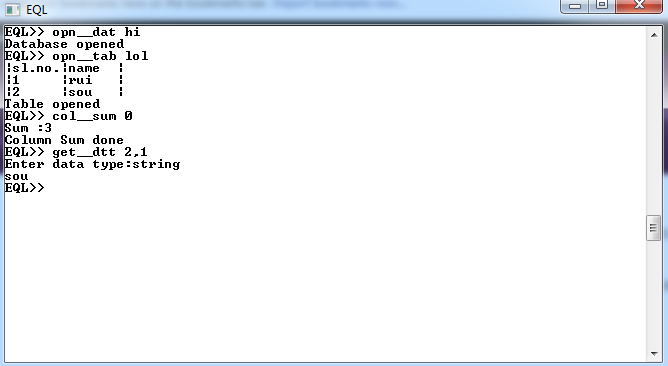 EQL
EQL>> opn__dat hi
Database opened
EQL>> opn__tab lol
¦sl.no.¦name   ¦
¦1     ¦rui    ¦
¦2     ¦sou    ¦
Table opened
EQL>> col__sum 0
Sum :3
Column Sum done
EQL>> get__dtt 2,1
Enter data type:string
sou
EQL>>